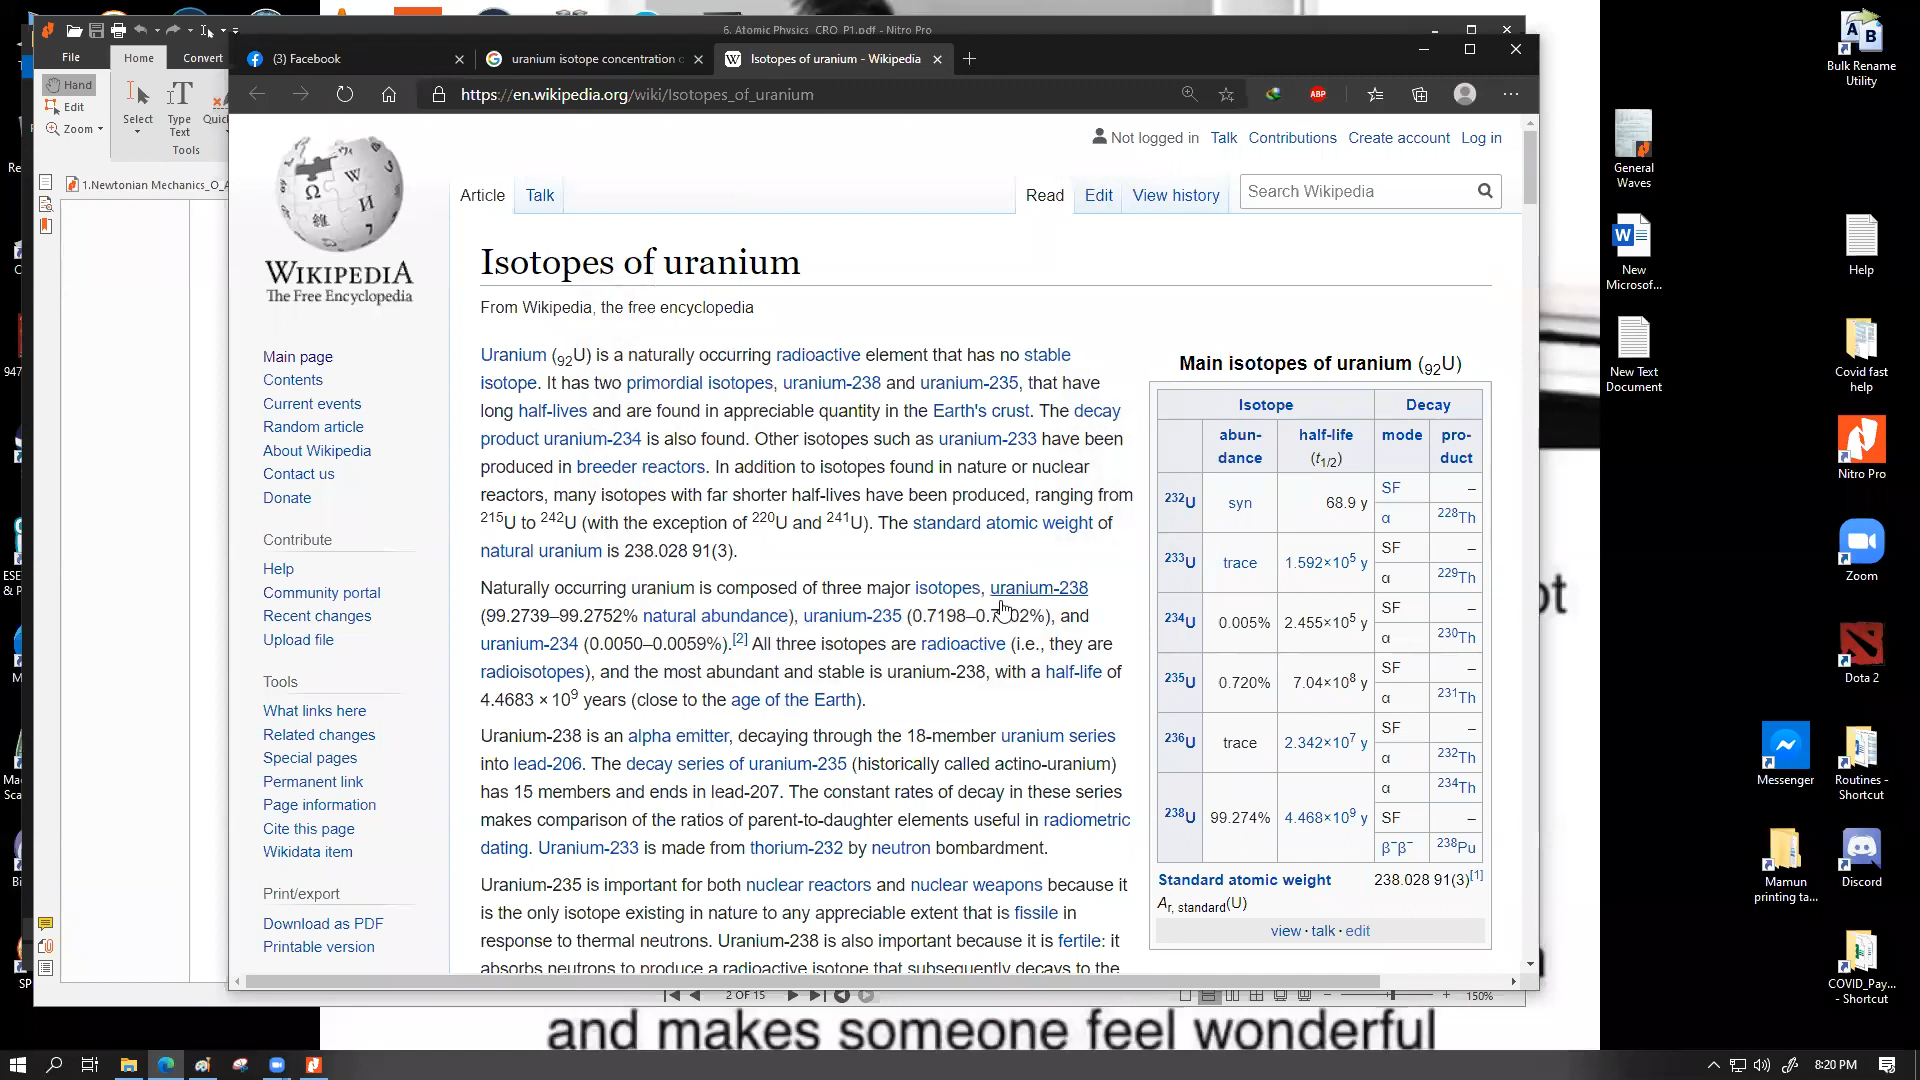 6. Atomic Physics_CRO_P1.pdf - Nitro Pro
File
Home
Convert
Hand
Edit
Zoom
Select
Type
Text
Quick
Tools
1.Newtonian Mechanics_O_A
(3) Facebook
uranium isotope concentration
Isotopes of uranium - Wikipedia
https://en.wikipedia.org/wiki/Isotopes_of_uranium
ABP
Not logged in Talk Contributions Create account Log in
Article
Talk
Read
Edit
View history
Search Wikipedia
WIKIPEDIA
The Free Encyclopedia
Main page
Contents
Current events
Random article
About Wikipedia
Contact us
Donate
Contribute
Help
Community portal
Recent changes
Upload file
Tools
What links here
Related changes
Special pages
Permanent link
Page information
Cite this page
Wikidata item
Print/export
Download as PDF
Printable version
Isotopes of uranium
From Wikipedia, the free encyclopedia
Uranium (₉₂U) is a naturally occurring radioactive element that has no stable
isotope. It has two primordial isotopes, uranium-238 and uranium-235, that have
long half-lives and are found in appreciable quantity in the Earth's crust. The decay
product uranium-234 is also found. Other isotopes such as uranium-233 have been
produced in breeder reactors. In addition to isotopes found in nature or nuclear
reactors, many isotopes with far shorter half-lives have been produced, ranging from
²¹⁵U to ²⁴²U (with the exception of ²²⁰U and ²⁴¹U). The standard atomic weight of
natural uranium is 238.028 91(3).
Naturally occurring uranium is composed of three major isotopes, uranium-238
(99.2739–99.2752% natural abundance), uranium-235 (0.7198–0.7 02%), and
uranium-234 (0.0050–0.0059%).[2] All three isotopes are radioactive (i.e., they are
radioisotopes), and the most abundant and stable is uranium-238, with a half-life of
4.4683 × 10⁹ years (close to the age of the Earth).
Uranium-238 is an alpha emitter, decaying through the 18-member uranium series
into lead-206. The decay series of uranium-235 (historically called actino-uranium)
has 15 members and ends in lead-207. The constant rates of decay in these series
makes comparison of the ratios of parent-to-daughter elements useful in radiometric
dating. Uranium-233 is made from thorium-232 by neutron bombardment.
Uranium-235 is important for both nuclear reactors and nuclear weapons because it
is the only isotope existing in nature to any appreciable extent that is fissile in
response to thermal neutrons. Uranium-238 is also important because it is fertile: it
absorbs neutrons to produce a radioactive isotope that subsequently decays to the
Main isotopes of uranium (₉₂U)
Isotope Decay
abun-dance half-life (t1/2) mode pro-duct
²³²U syn 68.9 y SF –
α ²²⁸Th
²³³U trace 1.592×10⁵ y SF –
α ²²⁹Th
²³⁴U 0.005% 2.455×10⁵ y SF –
α ²³⁰Th
²³⁵U 0.720% 7.04×10⁸ y SF –
α ²³¹Th
²³⁶U trace 2.342×10⁷ y SF –
α ²³²Th
²³⁸U 99.274% 4.468×10⁹ y α ²³⁴Th
SF –
β⁻β⁻ ²³⁸Pu
Standard atomic weight 238.028 91(3)[1]
Ar, standard(U)
view · talk · edit
2 OF 15
150%
and makes someone feel wonderful
Bulk Rename
Utility
General
Waves
New
Microsof...
Help
New Text
Document
Covid fast
help
Nitro Pro
Zoom
Dota 2
Messenger
Routines -
Shortcut
Mamun
printing ta...
Discord
COVID_Pay...
- Shortcut
8:20 PM